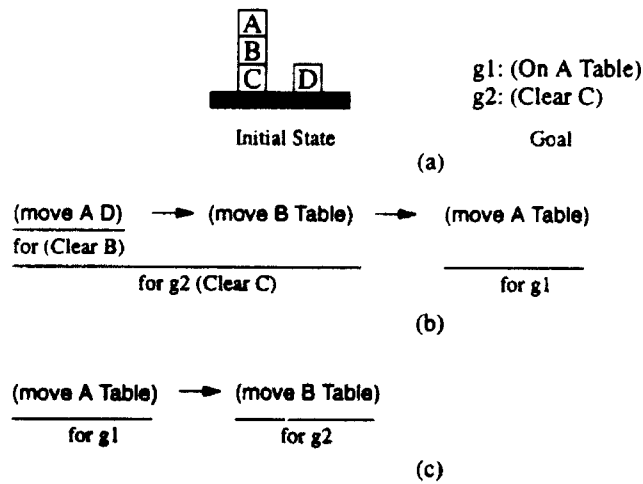 A
B
C D
g1: (On A Table)
g2: (Clear C)
Initial State
Goal
(a)
(move A D) → (move B Table) → (move A Table)
for (Clear B)
for g2 (Clear C)
for g1
(b)
(move A Table) → (move B Table)
for g1
for g2
(c)